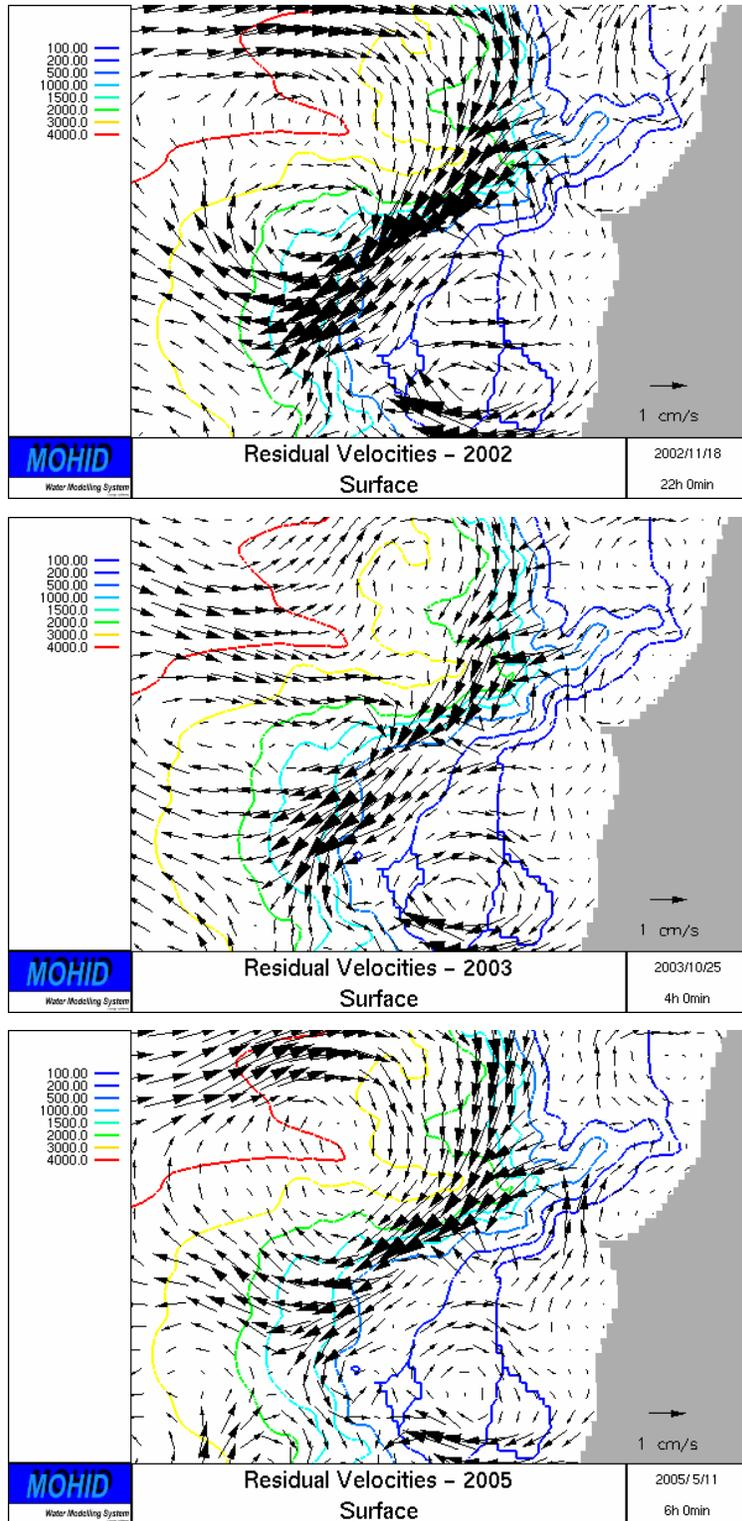 100.00
200.00
500.00
1000.00
1500.0
2000.0
3000.0
4000.0
1 cm/s
MOHID
Water Modelling System
Residual Velocities - 2002
Surface
2002/11/18
22h 0min
100.00
200.00
500.00
1000.00
1500.0
2000.0
3000.0
4000.0
1 cm/s
MOHID
Water Modelling System
Residual Velocities - 2003
Surface
2003/10/25
4h 0min
100.00
200.00
500.00
1000.00
1500.0
2000.0
3000.0
4000.0
1 cm/s
MOHID
Water Modelling System
Residual Velocities - 2005
Surface
2005/ 5/11
6h 0min